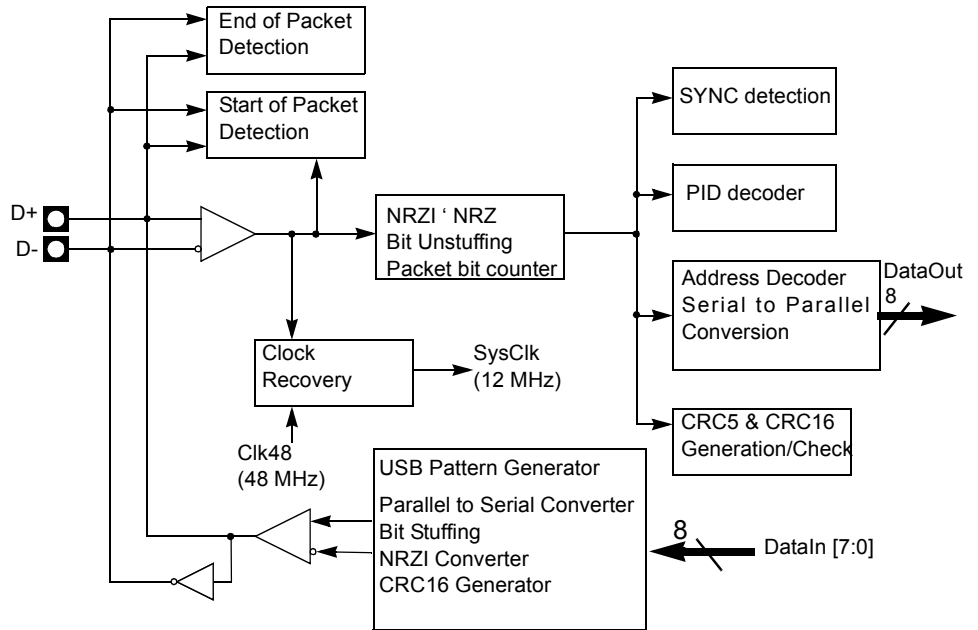 End of Packet
Detection
Start of Packet
Detection
SYNC detection
PID decoder
D+
D-
NRZI ‘ NRZ
Bit Unstuffing
Packet bit counter
Address Decoder
Serial to Parallel
Conversion
DataOut
8
Clock
Recovery
SysClk
(12 MHz)
Clk48
(48 MHz)
CRC5 & CRC16
Generation/Check
USB Pattern Generator
Parallel to Serial Converter
Bit Stuffing
NRZI Converter
CRC16 Generator
8
DataIn [7:0]